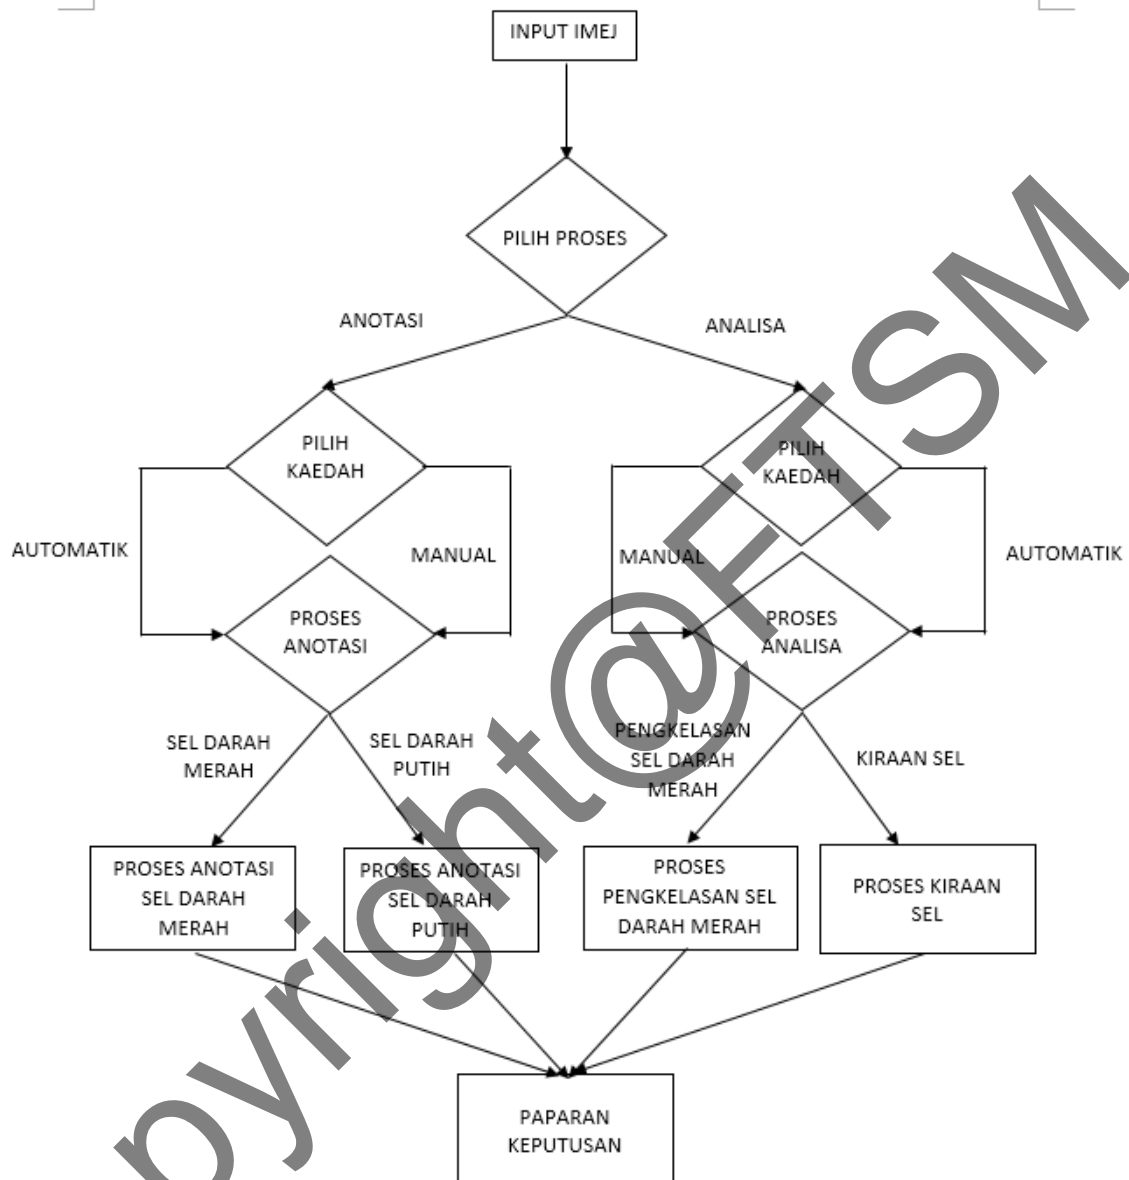 INPUT IMEJ
PILIH PROSES
ANOTASI
ANALISA
PILIH
KAEDAH
PILIH
KAEDAH
AUTOMATIK
MANUAL
MANUAL
AUTOMATIK
PROSES
ANOTASI
PROSES
ANALISA
SEL DARAH
MERAH
SEL DARAH
PUTIH
PENGKELASAN
SEL DARAH
MERAH
KIRAAN SEL
PROSES ANOTASI
SEL DARAH
MERAH
PROSES ANOTASI
SEL DARAH
PUTIH
PROSES
PENGKELASAN SEL
DARAH MERAH
PROSES KIRAAN
SEL
PAPARAN
KEPUTUSAN
pyright@FTSM